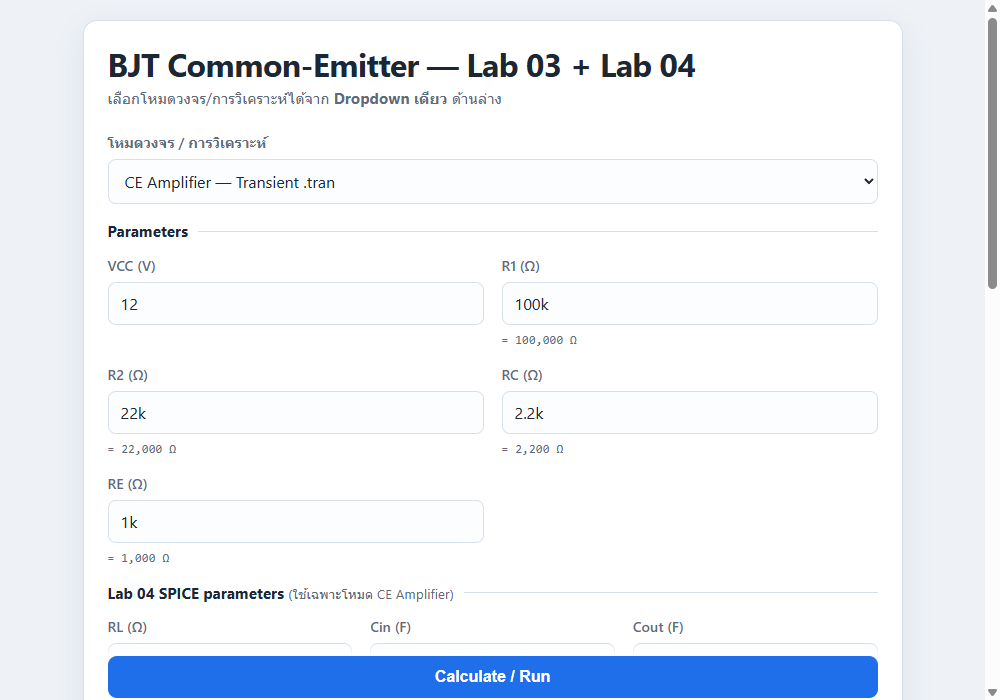 BJT Common-Emitter — Lab 03 + Lab 04
เลือกโหมดวงจร/การวิเคราะห์ได้จาก Dropdown เดียว ด้านล่าง
โหมดวงจร / การวิเคราะห์
CE Amplifier — Transient .tran
Parameters
VCC (V)
R1 (Ω)
12
100k
= 100,000 Ω
R2 (Ω)
RC (Ω)
22k
2.2k
= 22,000 Ω
= 2,200 Ω
RE (Ω)
1k
= 1,000 Ω
Lab 04 SPICE parameters (ใช้เฉพาะโหมด CE Amplifier)
RL (Ω)
Cin (F)
Cout (F)
Calculate / Run